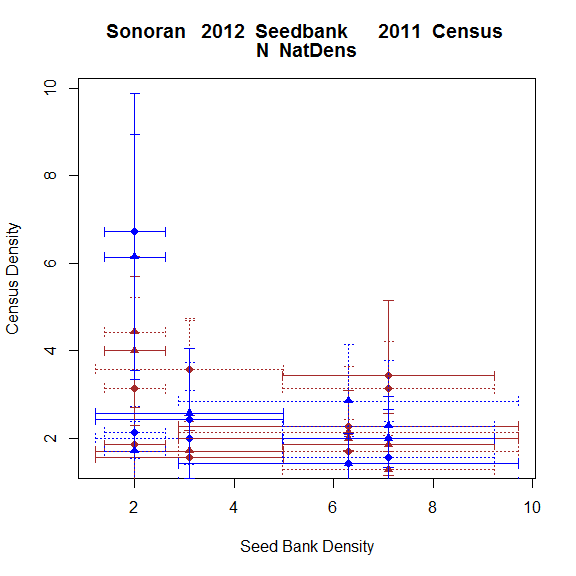 Sonoran 2012 Seedbank 2011 Census
N NatDens
10
8
6
4
2
Census Density
2 4 6 8 10
Seed Bank Density